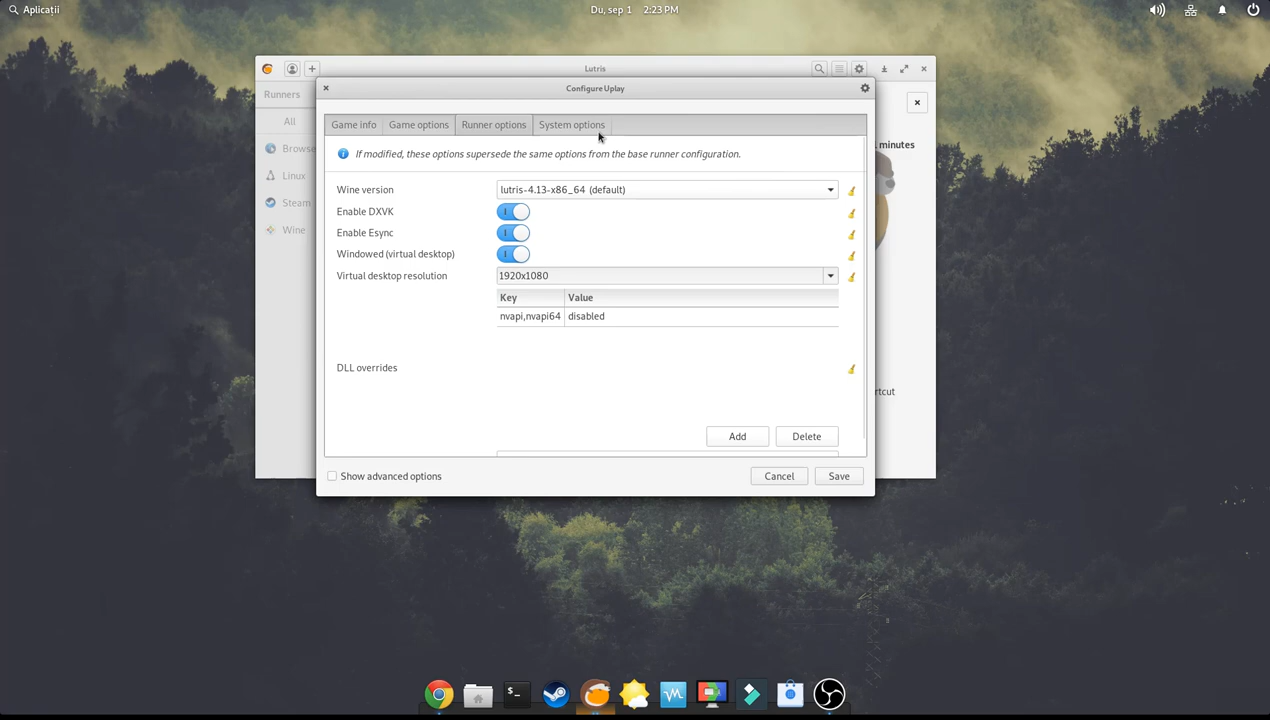 Aplicații
Du, sep 1 2:23 PM
Lutris
Runners
All
Browse
Linux
Steam
Wine
minutes
rtcut
Configure Uplay
Game info Game options Runner options System options
If modified, these options supersede the same options from the base runner configuration.
Wine version lutris-4.13-x86_64 (default)
Enable DXVK
Enable Esync
Windowed (virtual desktop)
Virtual desktop resolution 1920x1080
Key Value
nvapi,nvapi64 disabled
DLL overrides
Add Delete
Show advanced options Cancel Save